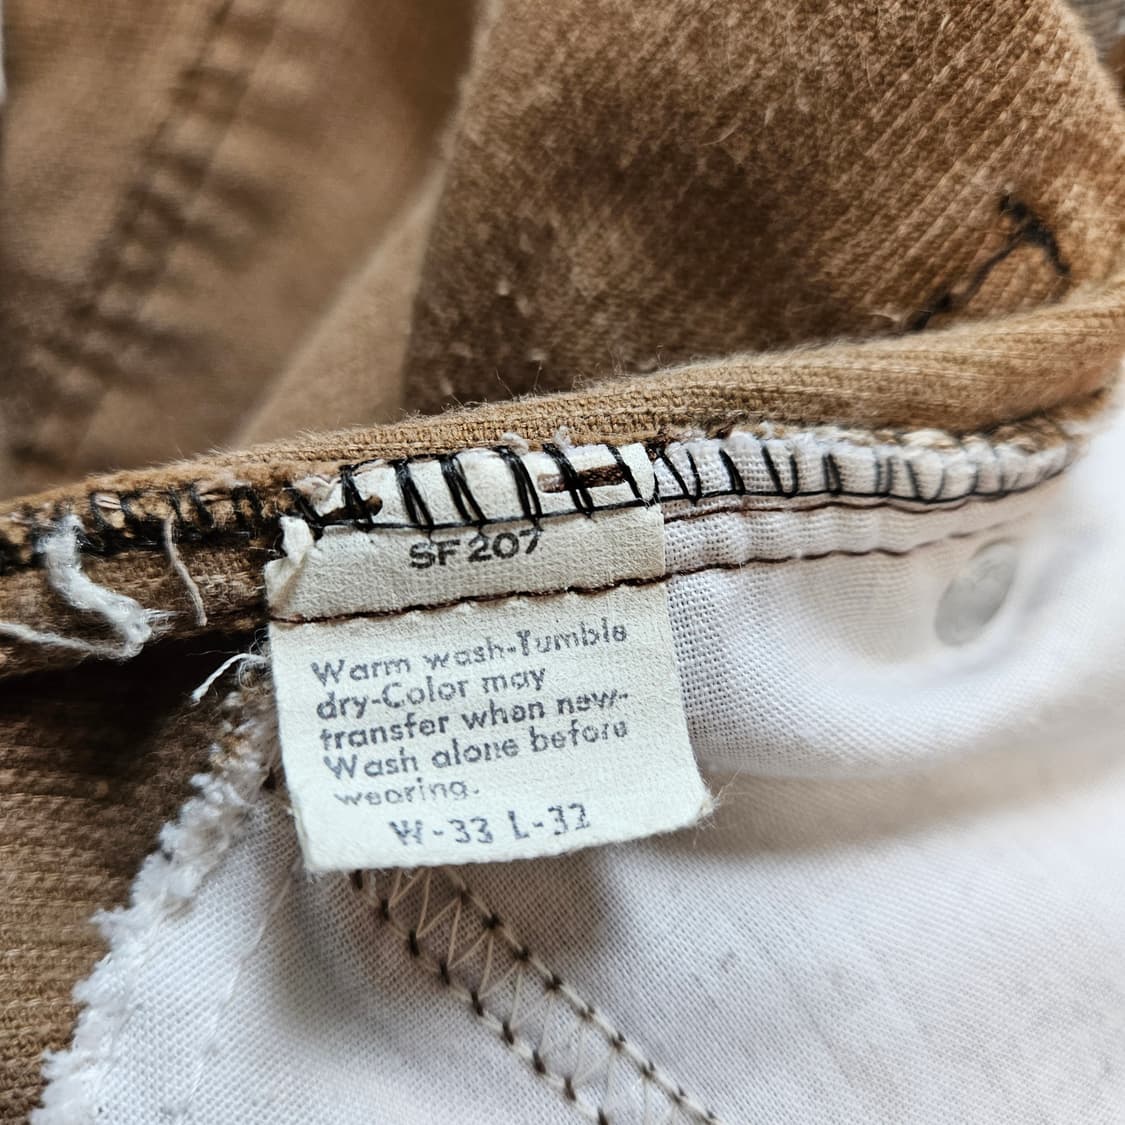 SF 207
Warm wash-Tumble
dry-Color may
transfer when new-
Wash alone before
wearing.
W-33 L-32